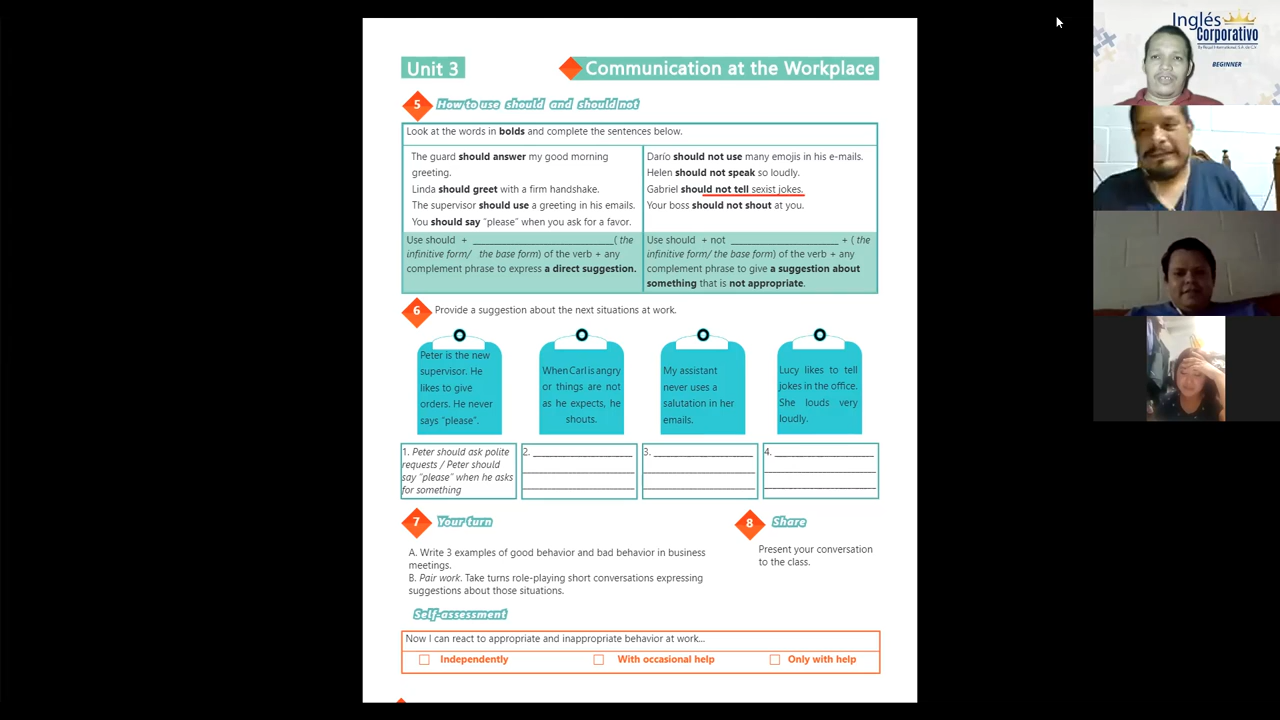 Unit 3
Communication at the Workplace
5
How to use should and should not
Look at the words in bolds and complete the sentences below.
The guard should answer my good morning
greeting.
Linda should greet with a firm handshake.
The supervisor should use a greeting in his emails.
You should say “please” when you ask for a favor.
Darío should not use many emojis in his e-mails.
Helen should not speak so loudly.
Gabriel should not tell sexist jokes.
Your boss should not shout at you.
Use should + ______________________________( the
infinitive form/ the base form) of the verb + any
complement phrase to express a direct suggestion.
Use should + not _______________________ + ( the
infinitive form/ the base form) of the verb + any
complement phrase to give a suggestion about
something that is not appropriate.
6
Provide a suggestion about the next situations at work.
Peter is the new
supervisor. He
likes to give
orders. He never
says “please”.
When Carl is angry
or things are not
as he expects, he
shouts.
My assistant
never uses a
salutation in her
emails.
Lucy likes to tell
jokes in the office.
She louds very
loudly.
1. Peter should ask polite
requests / Peter should
say “please” when he asks
for something
2. ____________________
3. ____________________
4. ____________________
7
Your turn
A. Write 3 examples of good behavior and bad behavior in business
meetings.
B. Pair work. Take turns role-playing short conversations expressing
suggestions about those situations.
8
Share
Present your conversation
to the class.
Self-assessment
Now I can react to appropriate and inappropriate behavior at work...
Independently
With occasional help
Only with help
Inglés
Corporativo
BEGINNER